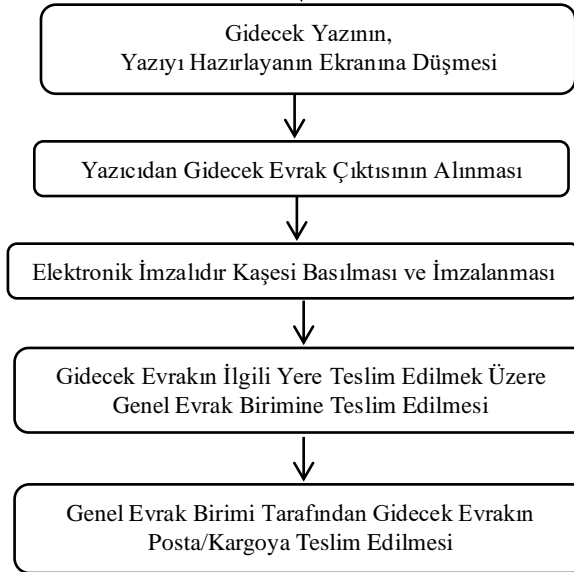 Gidecek Yazının,
Yazıyı Hazırlayanın Ekranına Düşmesi
Yazıcıdan Gidecek Evrak Çıktısının Alınması
Elektronik İmzalıdır Kaşesi Basılması ve İmzalanması
Gidecek Evrakın İlgili Yere Teslim Edilmek Üzere
Genel Evrak Birimine Teslim Edilmesi
Genel Evrak Birimi Tarafından Gidecek Evrakın
Posta/Kargoya Teslim Edilmesi